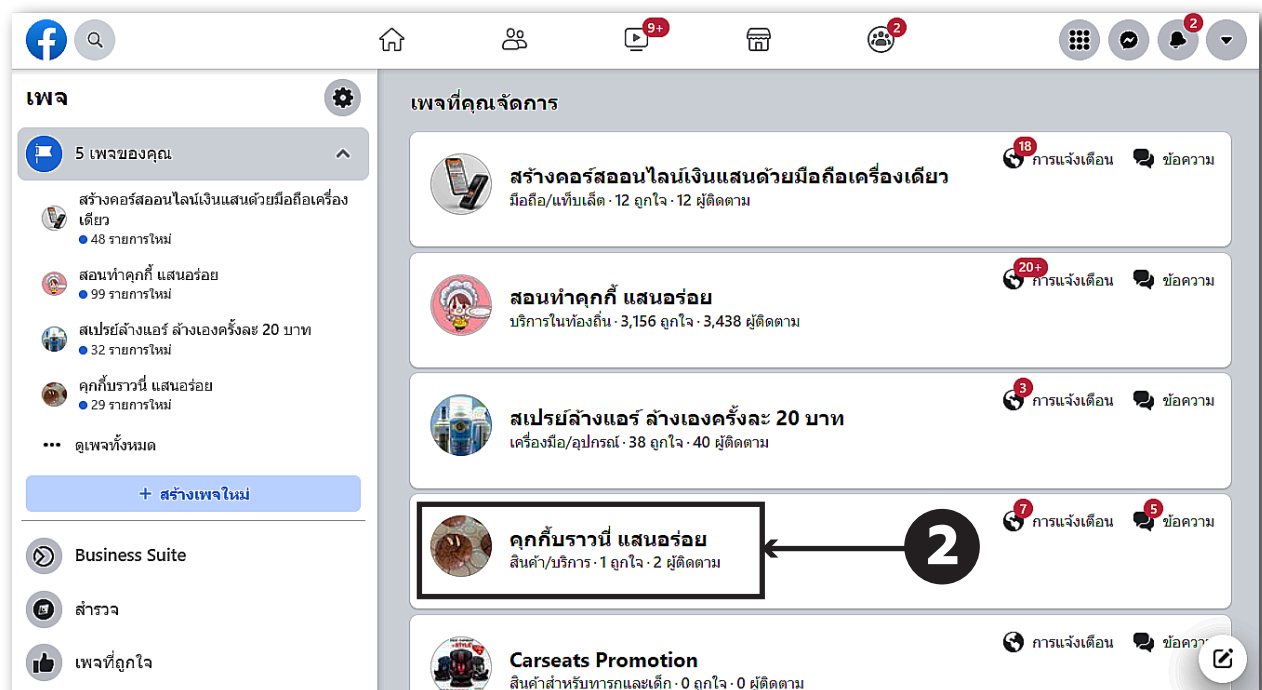 9+
2
2
เพจ
5 เพจของคุณ
สร้างคอร์สออนไลน์เงินแสนด้วยมือถือเครื่อง
เดียว
48 รายการใหม่
สอนทำคุกกี้ แสนอร่อย
99 รายการใหม่
สเปรย์ล้างแอร์ ล้างเองครั้งละ 20 บาท
32 รายการใหม่
คุกกี้บราวนี่ แสนอร่อย
29 รายการใหม่
ดูเพจทั้งหมด
+ สร้างเพจใหม่
Business Suite
สำรวจ
เพจที่ถูกใจ
เพจที่คุณจัดการ
18
การแจ้งเตือน ข้อความ
สร้างคอร์สออนไลน์เงินแสนด้วยมือถือเครื่องเดียว
มือถือ/แท็บเล็ต · 12 ถูกใจ · 12 ผู้ติดตาม
20+
การแจ้งเตือน ข้อความ
สอนทำคุกกี้ แสนอร่อย
บริการในท้องถิ่น · 3,156 ถูกใจ · 3,438 ผู้ติดตาม
3
การแจ้งเตือน ข้อความ
สเปรย์ล้างแอร์ ล้างเองครั้งละ 20 บาท
เครื่องมือ/อุปกรณ์ · 38 ถูกใจ · 40 ผู้ติดตาม
7 5
การแจ้งเตือน ข้อความ
คุกกี้บราวนี่ แสนอร่อย
สินค้า/บริการ · 1 ถูกใจ · 2 ผู้ติดตาม
2
การแจ้งเตือน
Carseats Promotion
สินค้าสำหรับทารกและเด็ก · 0 ถูกใจ · 0 ผู้ติดตาม